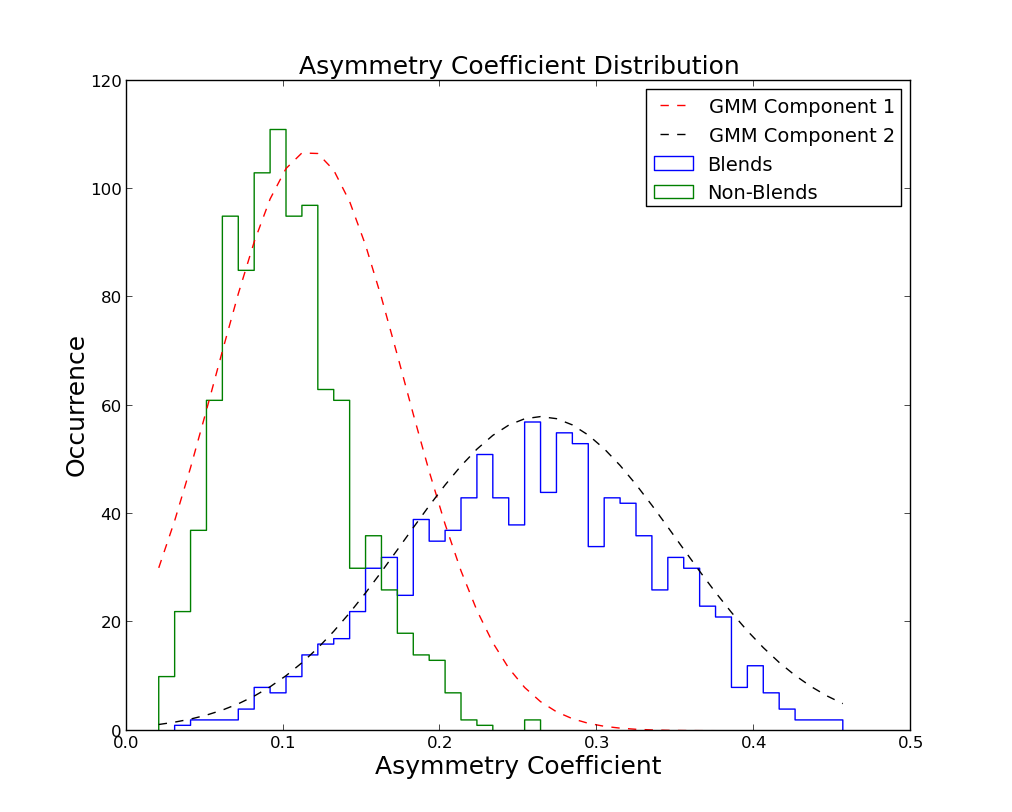 Asymmetry Coefficient Distribution
120
100
80
60
40
20
0
0.0 0.1 0.2 0.3 0.4 0.5
Occurrence
Asymmetry Coefficient
GMM Component 1
GMM Component 2
Blends
Non-Blends